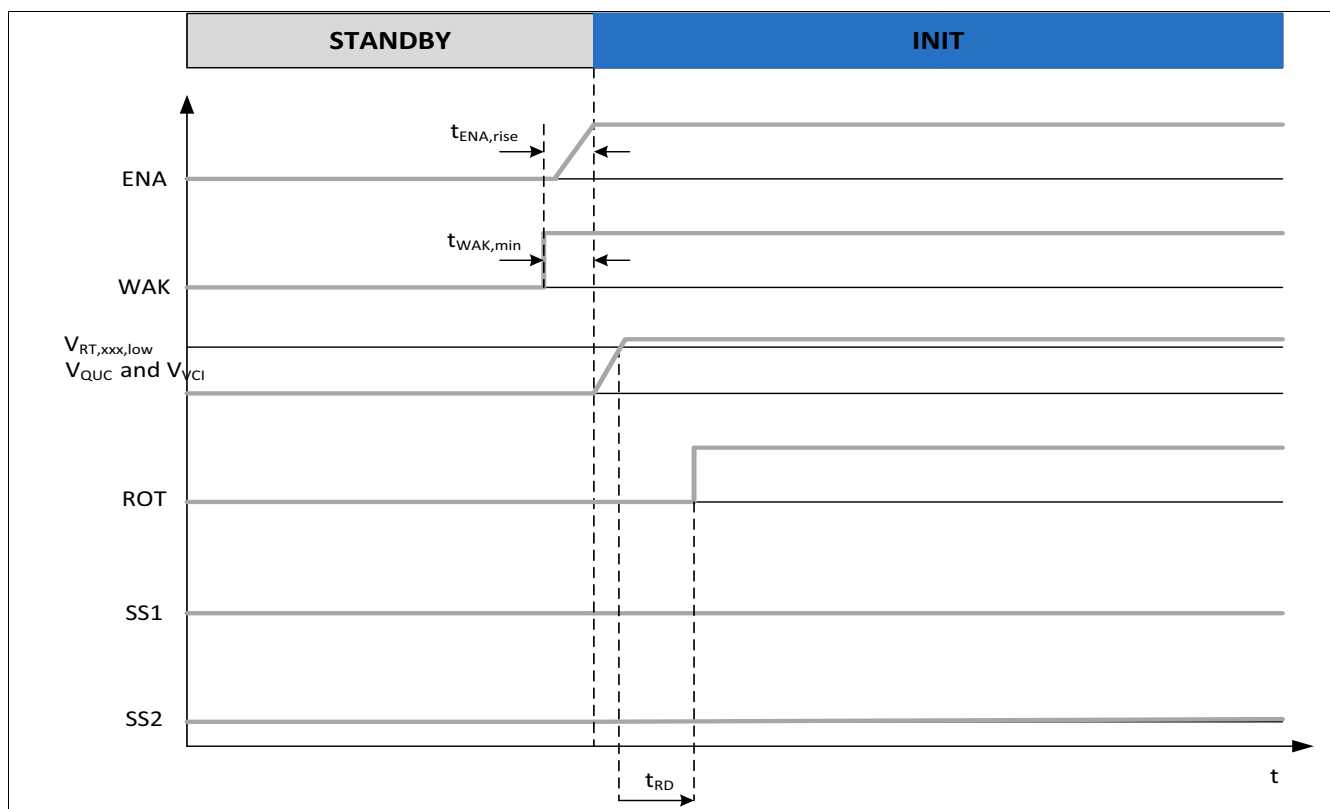 STANDBY INIT
tENA,rise
ENA
tWAK,min
WAK
VRT,xxx,low
VQUC and VVCI
ROT
SS1
SS2
t
tRD